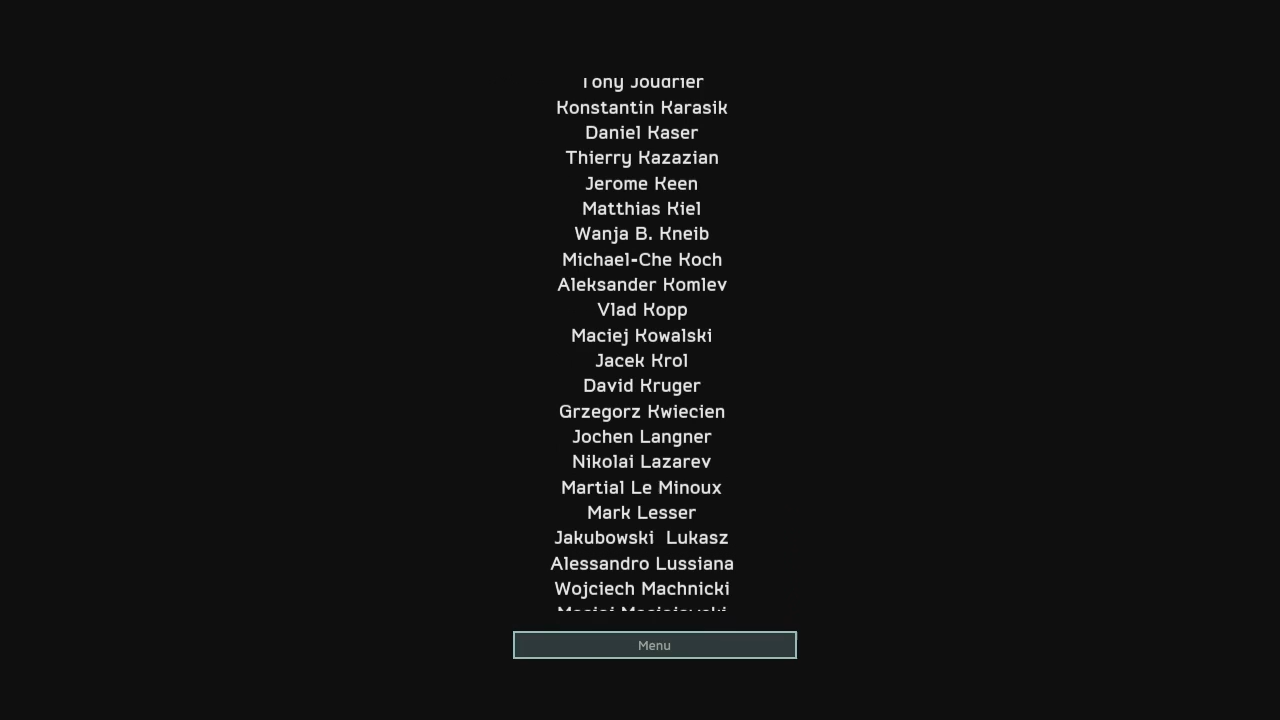 Tony Joudrier
Konstantin Karasik
Daniel Kaser
Thierry Kazazian
Jerome Keen
Matthias Kiel
Wanja B. Kneib
Michael-Che Koch
Aleksander Komlev
Vlad Kopp
Maciej Kowalski
Jacek Krol
David Kruger
Grzegorz Kwiecien
Jochen Langner
Nikolai Lazarev
Martial Le Minoux
Mark Lesser
Jakubowski  Lukasz
Alessandro Lussiana
Wojciech Machnicki
Menu